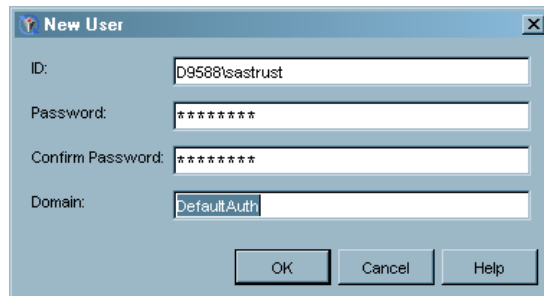 New User
ID: D9588\sastrust
Password: ********
Confirm Password: ********
Domain: DefaultAuth
OK Cancel Help